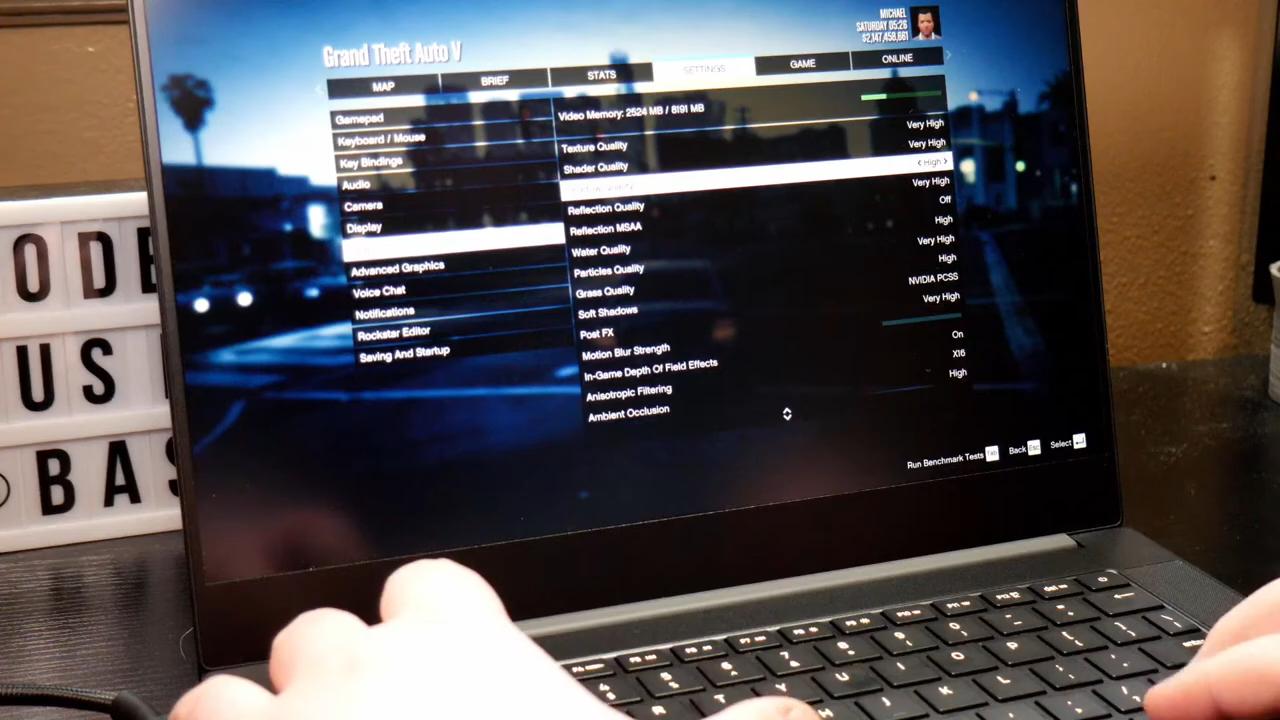 MICHAEL
SATURDAY 05:26
$2,147,458,661
Grand Theft Auto V
MAP BRIEF STATS SETTINGS GAME ONLINE
Gamepad
Keyboard / Mouse
Key Bindings
Audio
Camera
Display
Advanced Graphics
Voice Chat
Notifications
Rockstar Editor
Saving And Startup
Video Memory: 2524 MB / 8191 MB
Texture Quality Very High
Shader Quality Very High
< High >
Reflection Quality Very High
Reflection MSAA Off
Water Quality High
Particles Quality Very High
Grass Quality High
Soft Shadows NVIDIA PCSS
Post FX Very High
Motion Blur Strength
In-Game Depth Of Field Effects On
Anisotropic Filtering X16
Ambient Occlusion High
Run Benchmark Tests Tab Back Esc Select
ODE
US
BAS